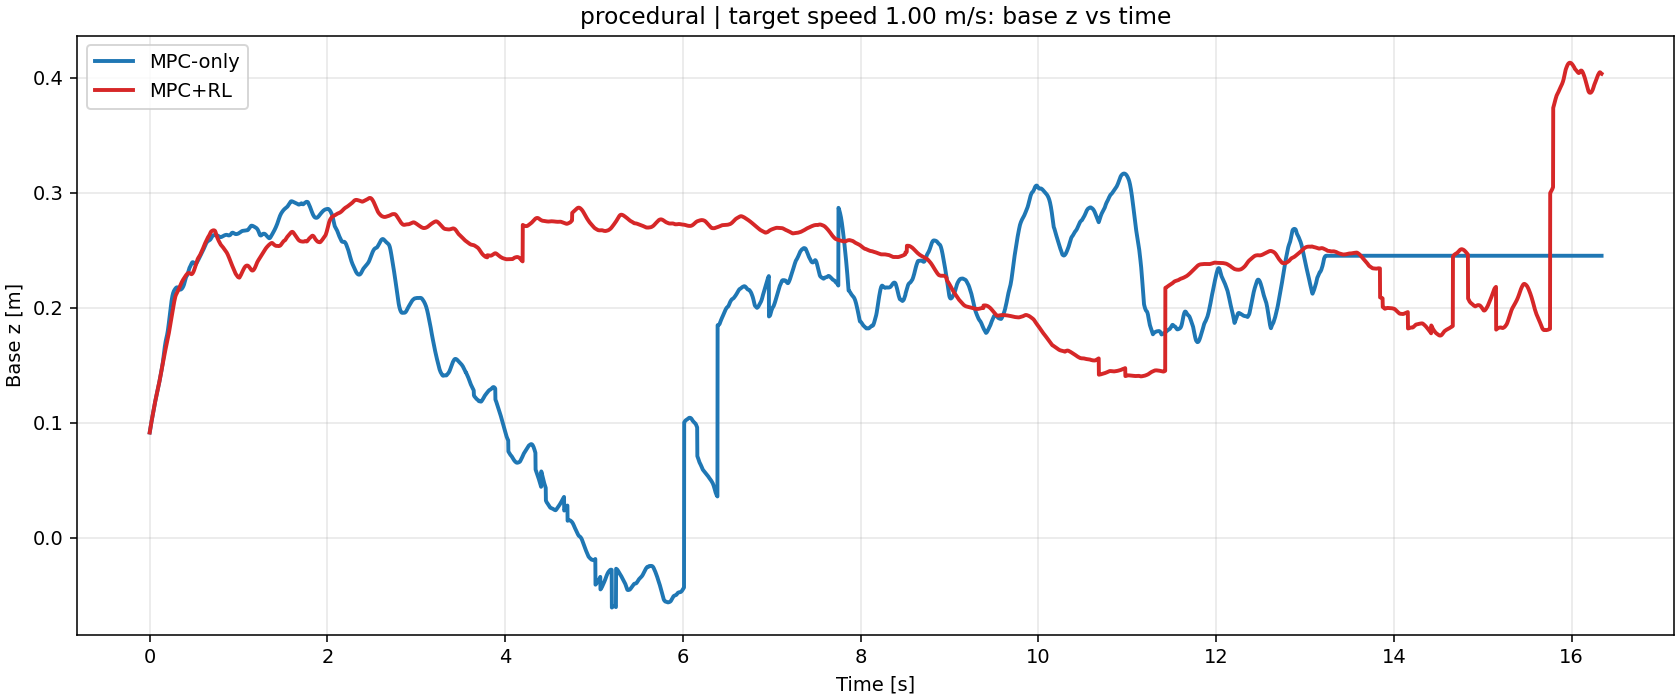 procedural | target speed 1.00 m/s: base z vs time
MPC-only
MPC+RL
Base z [m]
0.4
0.3
0.2
0.1
0.0
0 2 4 6 8 10 12 14 16
Time [s]